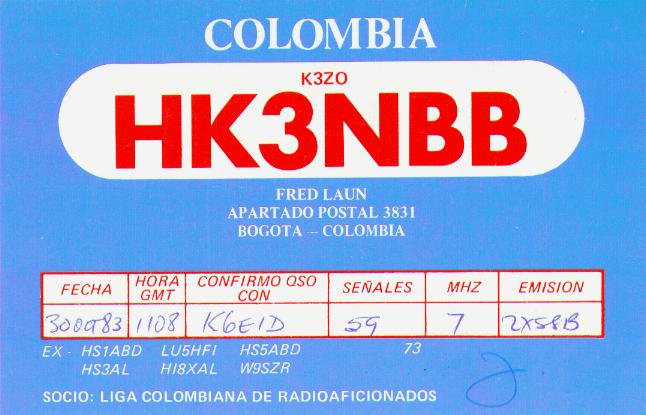 COLOMBIA
K3ZO
HK3NBB
FRED LAUN
APARTADO POSTAL 3831
BOGOTA – COLOMBIA
FECHA HORA GMT CONFIRMO QSO CON SEÑALES MHZ EMISION
30OCT83 1108 K6EID 59 7 2XSSB
EX - HS1ABD LU5HFI HS5ABD 73
HS3AL HI8XAL W9SZR
SOCIO: LIGA COLOMBIANA DE RADIOAFICIONADOS